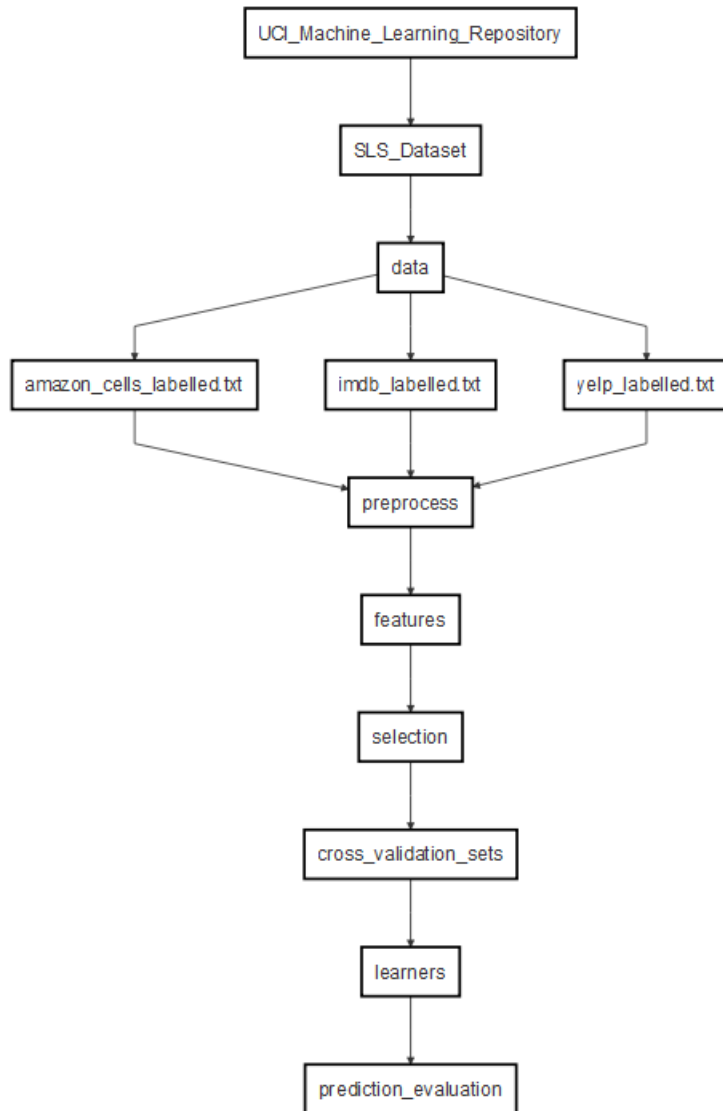 UCI_Machine_Learning_Repository
SLS_Dataset
data
amazon_cells_labelled.txt
imdb_labelled.txt
yelp_labelled.txt
preprocess
features
selection
cross_validation_sets
learners
prediction_evaluation